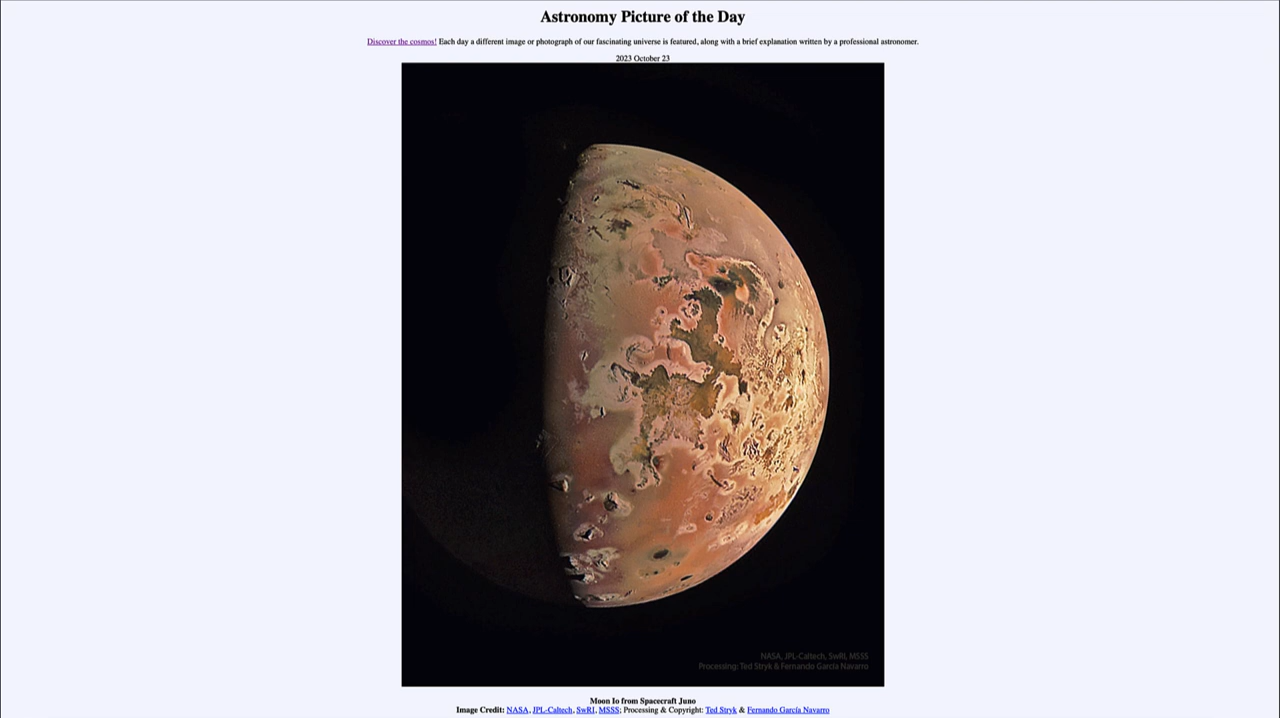 Astronomy Picture of the Day
Discover the cosmos! Each day a different image or photograph of our fascinating universe is featured, along with a brief explanation written by a professional astronomer.
2023 October 23
NASA, JPL-Caltech, SwRI, MSSS
Processing: Ted Stryk & Fernando García Navarro
Moon Io from Spacecraft Juno
Image Credit: NASA, JPL-Caltech, SwRI, MSSS; Processing & Copyright: Ted Stryk & Fernando García Navarro